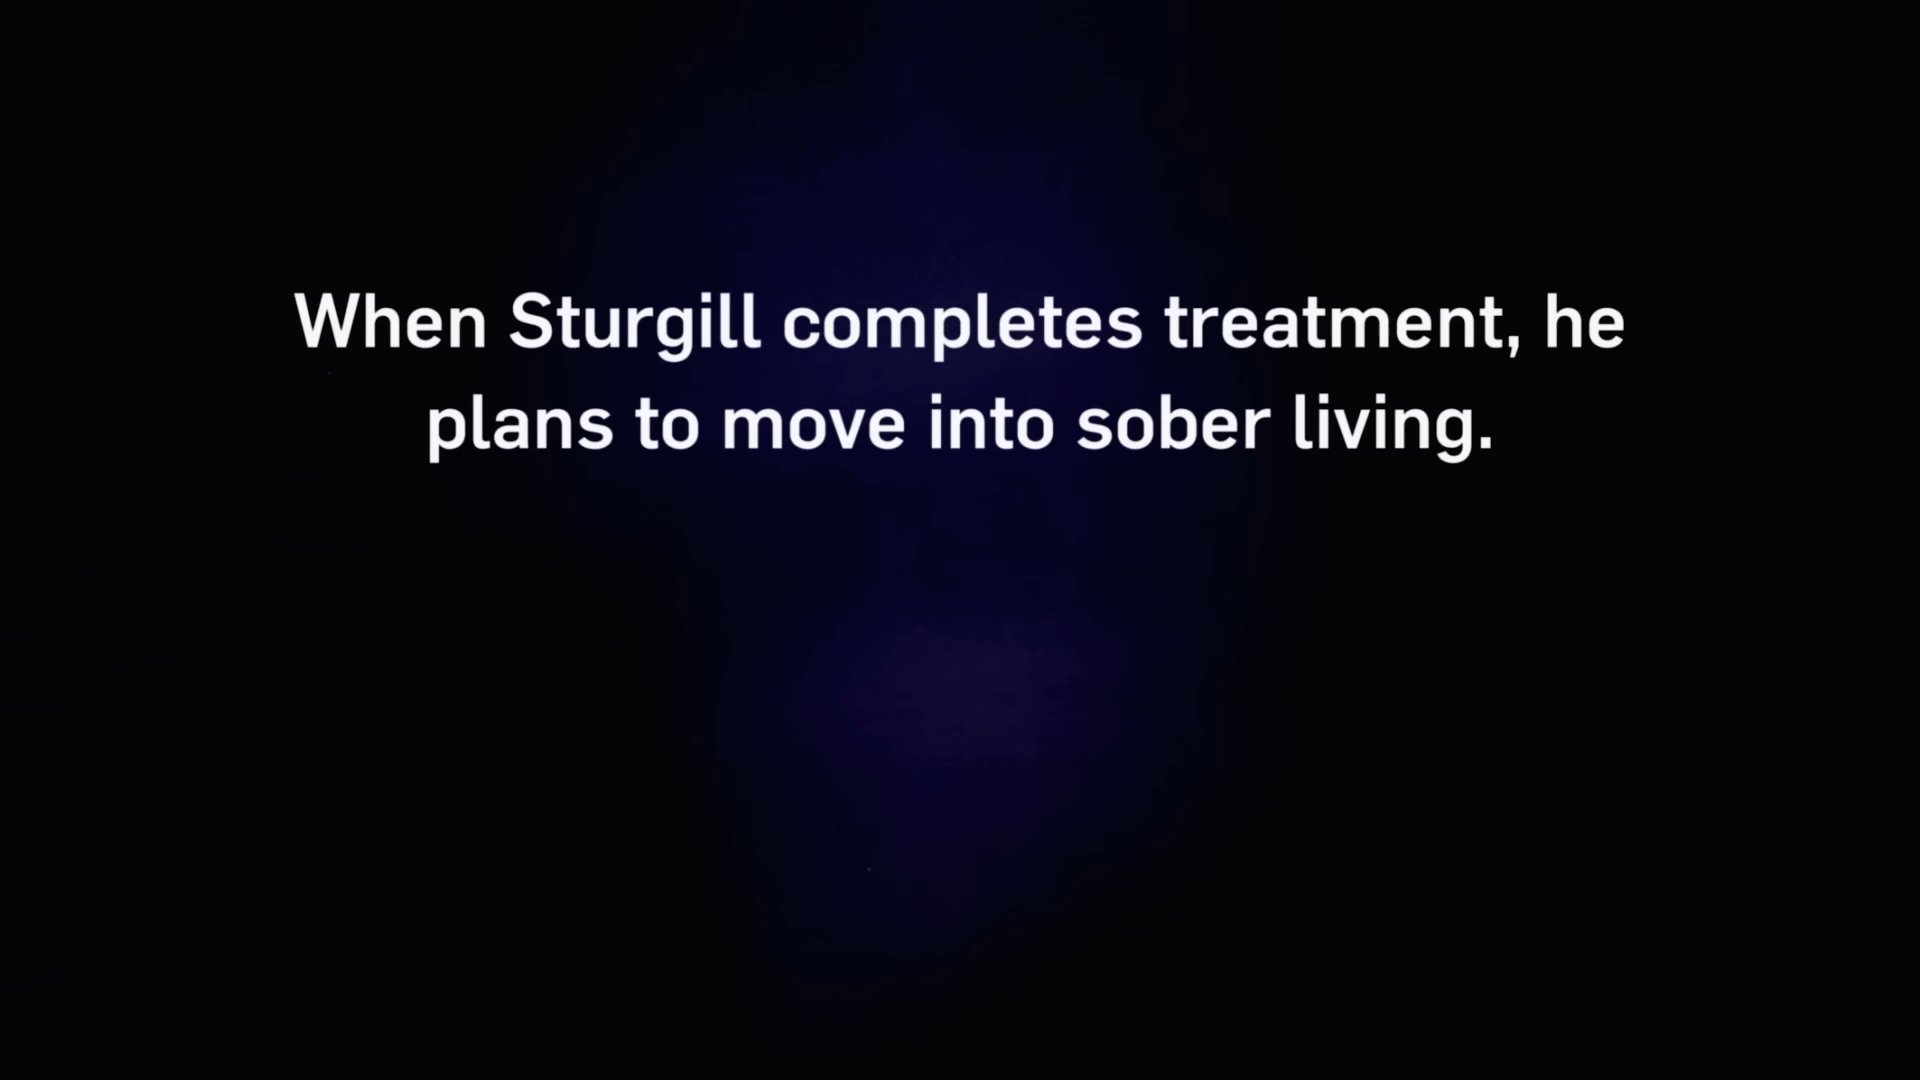 When Sturgill completes treatment, he
plans to move into sober living.